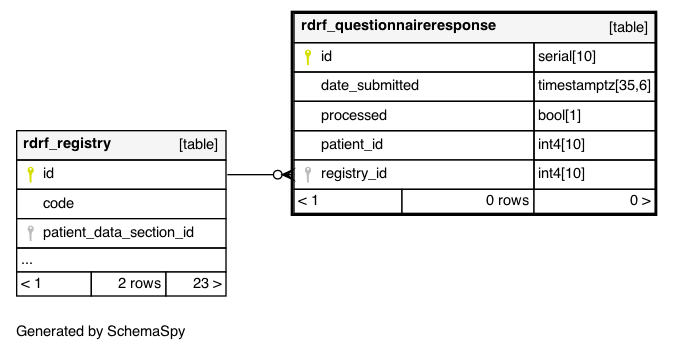 rdrf_questionnaireresponse [table]
id serial[10]
date_submitted timestamptz[35,6]
processed bool[1]
patient_id int4[10]
registry_id int4[10]
< 1 0 rows 0 >
rdrf_registry [table]
id
code
patient_data_section_id
...
< 1 2 rows 23 >
Generated by SchemaSpy